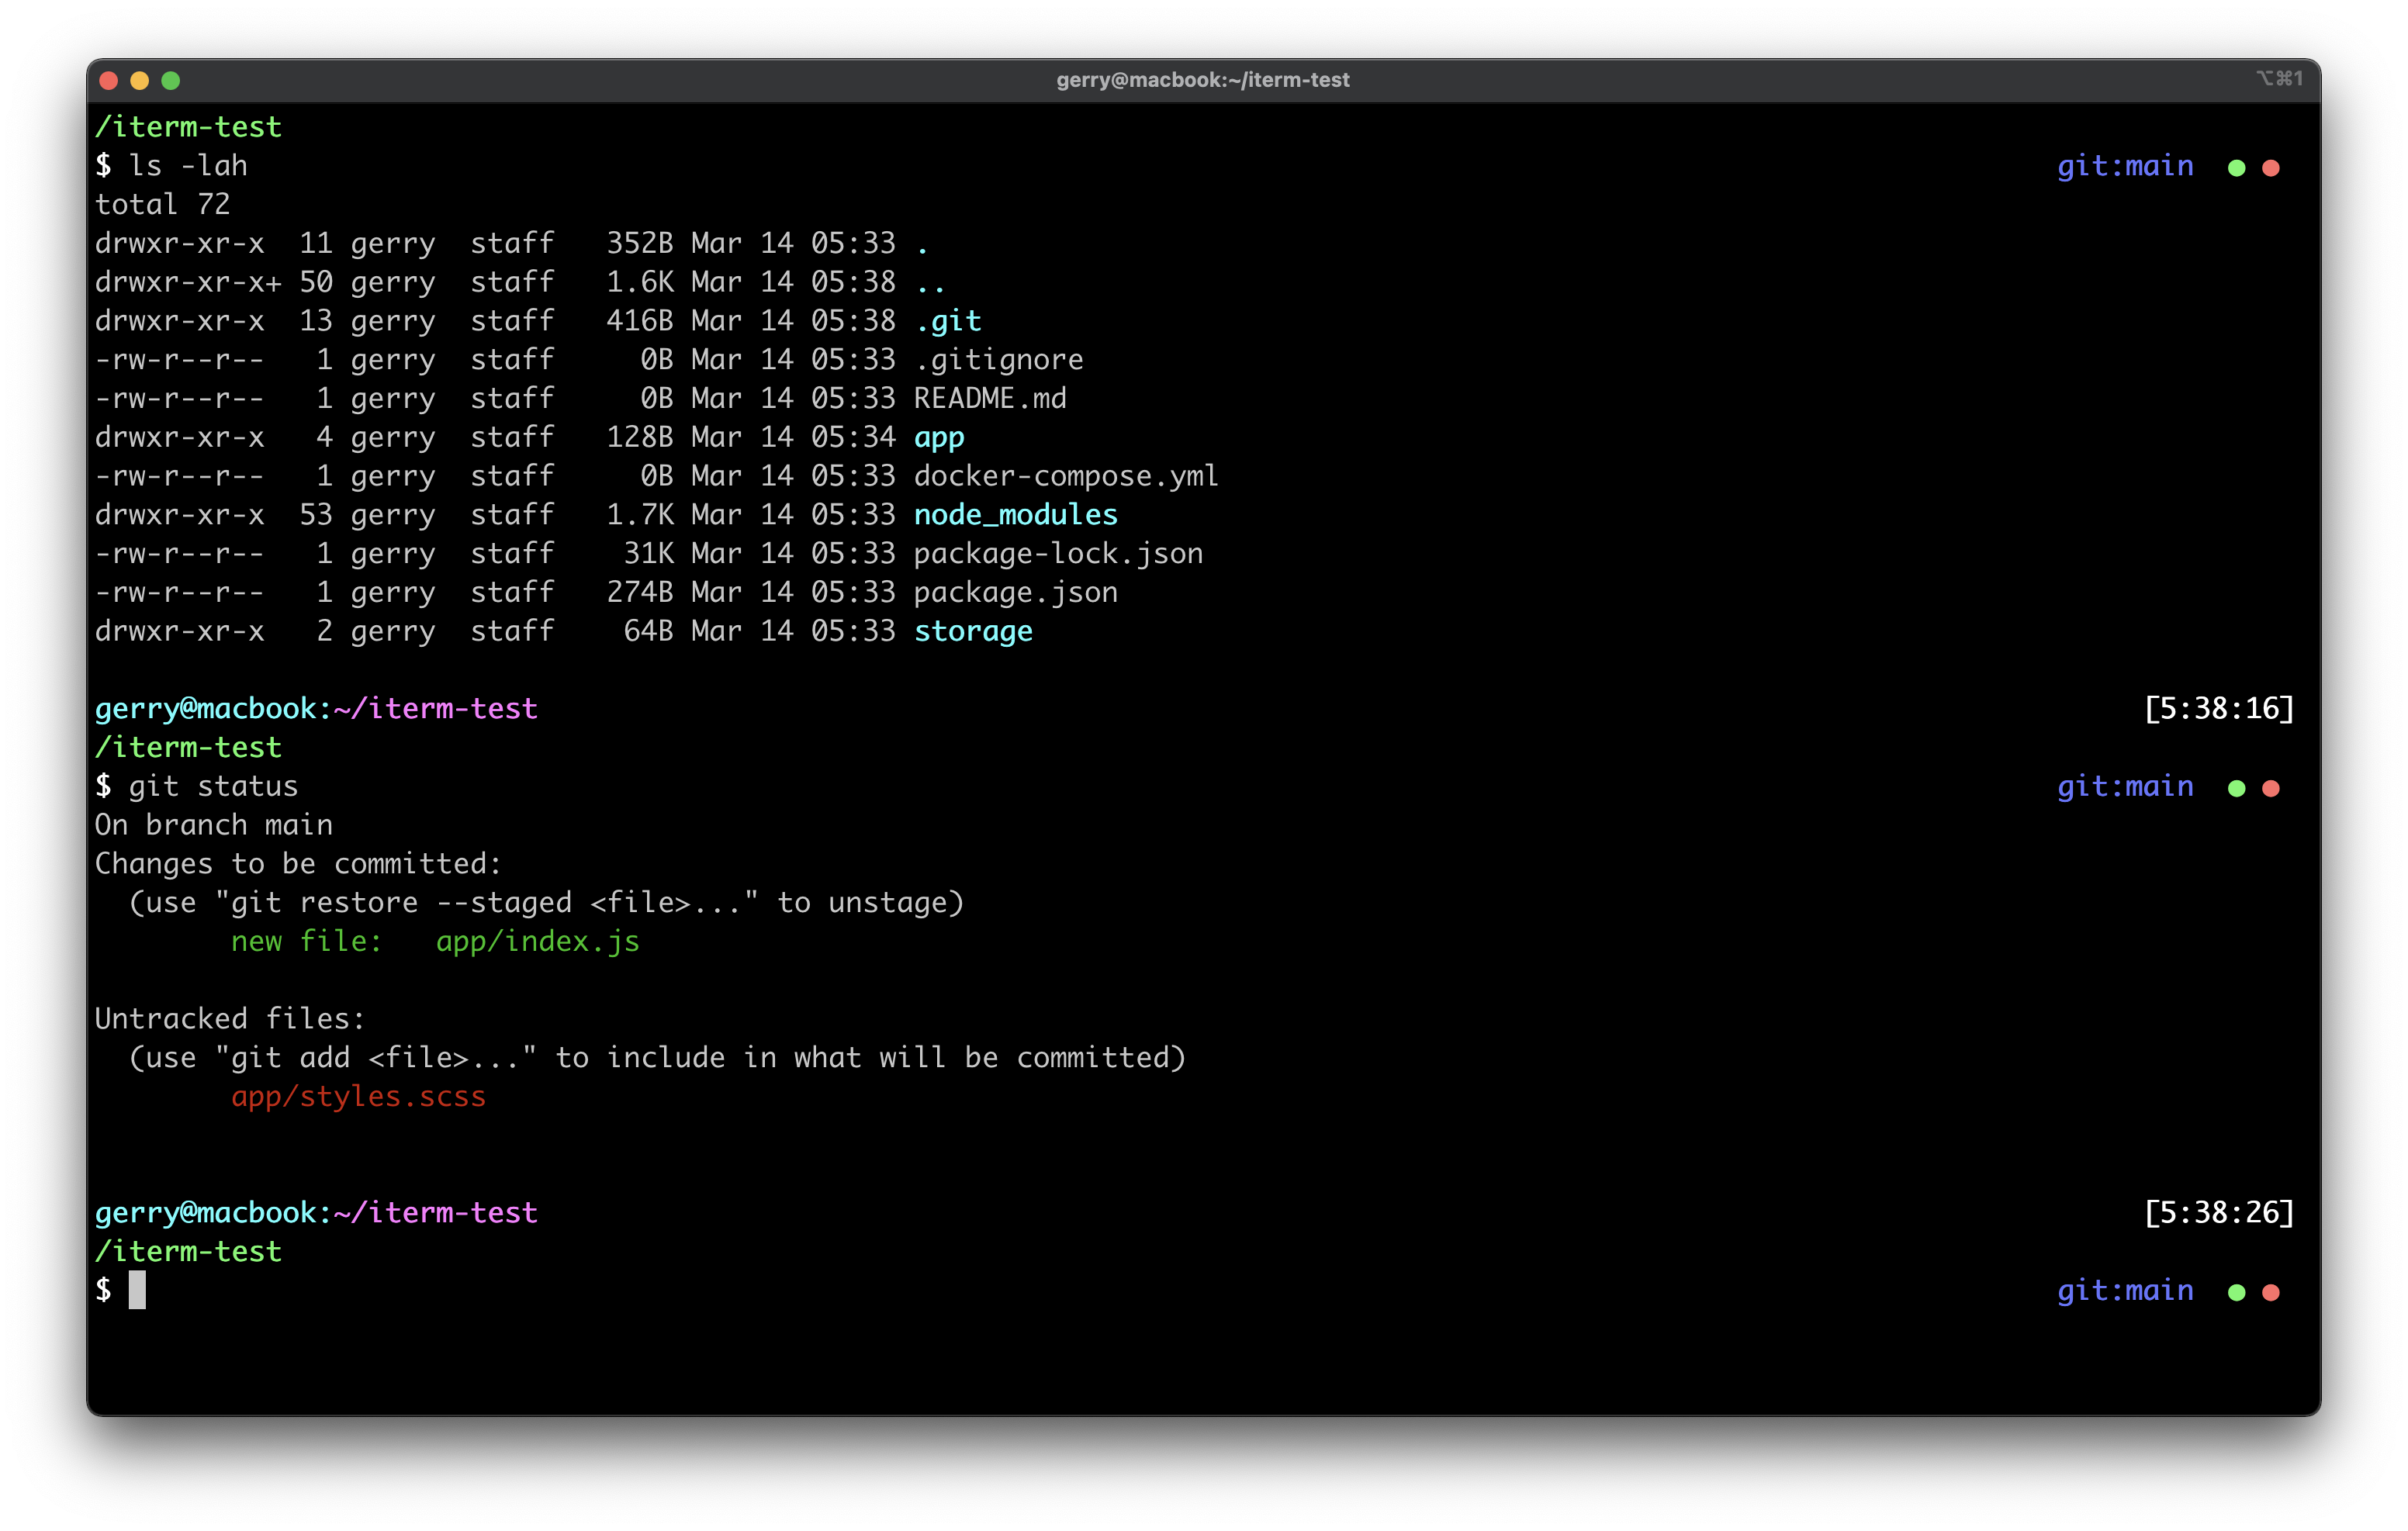 gerry@macbook:~/iterm-test ⌥⌘1
/iterm-test
$ ls -lah git:main
total 72
drwxr-xr-x  11 gerry  staff   352B Mar 14 05:33 .
drwxr-xr-x+ 50 gerry  staff   1.6K Mar 14 05:38 ..
drwxr-xr-x  13 gerry  staff   416B Mar 14 05:38 .git
-rw-r--r--   1 gerry  staff     0B Mar 14 05:33 .gitignore
-rw-r--r--   1 gerry  staff     0B Mar 14 05:33 README.md
drwxr-xr-x   4 gerry  staff   128B Mar 14 05:34 app
-rw-r--r--   1 gerry  staff     0B Mar 14 05:33 docker-compose.yml
drwxr-xr-x  53 gerry  staff   1.7K Mar 14 05:33 node_modules
-rw-r--r--   1 gerry  staff    31K Mar 14 05:33 package-lock.json
-rw-r--r--   1 gerry  staff   274B Mar 14 05:33 package.json
drwxr-xr-x   2 gerry  staff    64B Mar 14 05:33 storage
gerry@macbook:~/iterm-test [5:38:16]
/iterm-test
$ git status git:main
On branch main
Changes to be committed:
  (use "git restore --staged <file>..." to unstage)
        new file:   app/index.js
Untracked files:
  (use "git add <file>..." to include in what will be committed)
        app/styles.scss
gerry@macbook:~/iterm-test [5:38:26]
/iterm-test
$ git:main